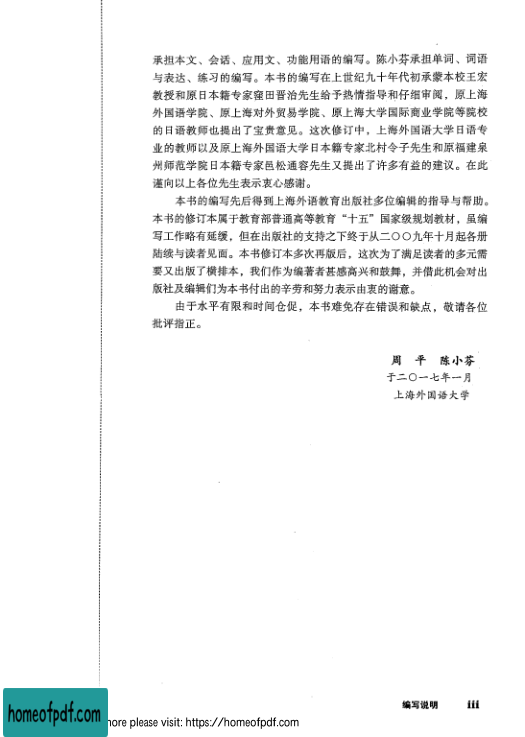 承担本文、会话、应用文、功能用语的编写。陈小芬承担单词、词语
与表达、练习的编写。本书的编写在上世纪九十年代初承蒙本校王宏
教授和原日本籍专家窪田晋治先生给予热情指导和仔细审阅，原上海
外国语学院、原上海对外贸易学院、原上海大学国际商业学院等院校
的日语教师也提出了宝贵意见。这次修订中，上海外国语大学日语专
业的教师以及原上海外国语大学日本籍专家北村令子先生和原福建泉
州师范学院日本籍专家邑松通容先生又提出了许多有益的建议。在此
谨向以上各位先生表示衷心感谢。
本书的编写先后得到上海外语教育出版社多位编辑的指导与帮助。
本书的修订本属于教育部普通高等教育“十五”国家级规划教材，虽编
写工作略有延缓，但在出版社的支持之下终于从二〇〇九年十月起各册
陆续与读者见面。本书修订本多次再版后，这次为了满足读者的多元需
要又出版了横排本，我们作为编著者甚感高兴和鼓舞，并借此机会对出
版社及编辑们为本书付出的辛劳和努力表示由衷的谢意。
由于水平有限和时间仓促，本书难免存在错误和缺点，敬请各位
批评指正。
周 平 陈小芬
于二〇一七年一月
上海外国语大学
编写说明 iii
homeofpdf.com
more please visit: https://homeofpdf.com